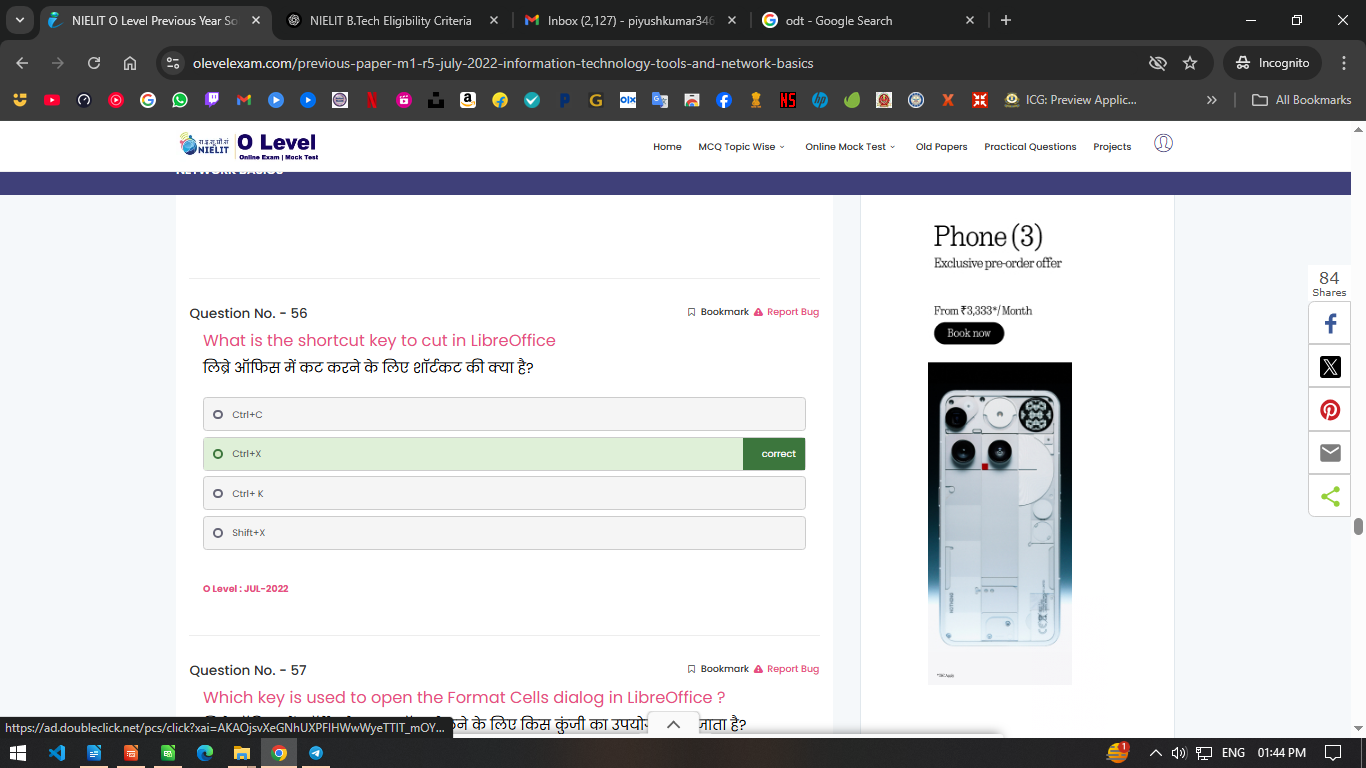 NIELIT O Level Previous Year So
NIELIT B.Tech Eligibility Criteria
Inbox (2,127) - piyushkumar346
odt - Google Search
olevelexam.com/previous-paper-m1-r5-july-2022-information-technology-tools-and-network-basics
Incognito
ICG: Preview Applic...
All Bookmarks
NIELIT
O Level
Online Exam | Mock Test
Home
MCQ Topic Wise
Online Mock Test
Old Papers
Practical Questions
Projects
NETWORK BASICS
Question No. - 56
Bookmark
Report Bug
What is the shortcut key to cut in LibreOffice
लिब्रे ऑफिस में कट करने के लिए शॉर्टकट की क्या है?
Ctrl+C
Ctrl+X
correct
Ctrl+ K
Shift+X
O Level : JUL-2022
Question No. - 57
Bookmark
Report Bug
Which key is used to open the Format Cells dialog in LibreOffice ?
के लिए किस कुंजी का
Phone (3)
Exclusive pre-order offer
From ₹3,333*/Month
Book now
84
Shares
https://ad.doubleclick.net/pcs/click?xai=AKAOjsvXeGNhUXPFIHWwWyeTTIT_mOY...
1
ENG
01:44 PM